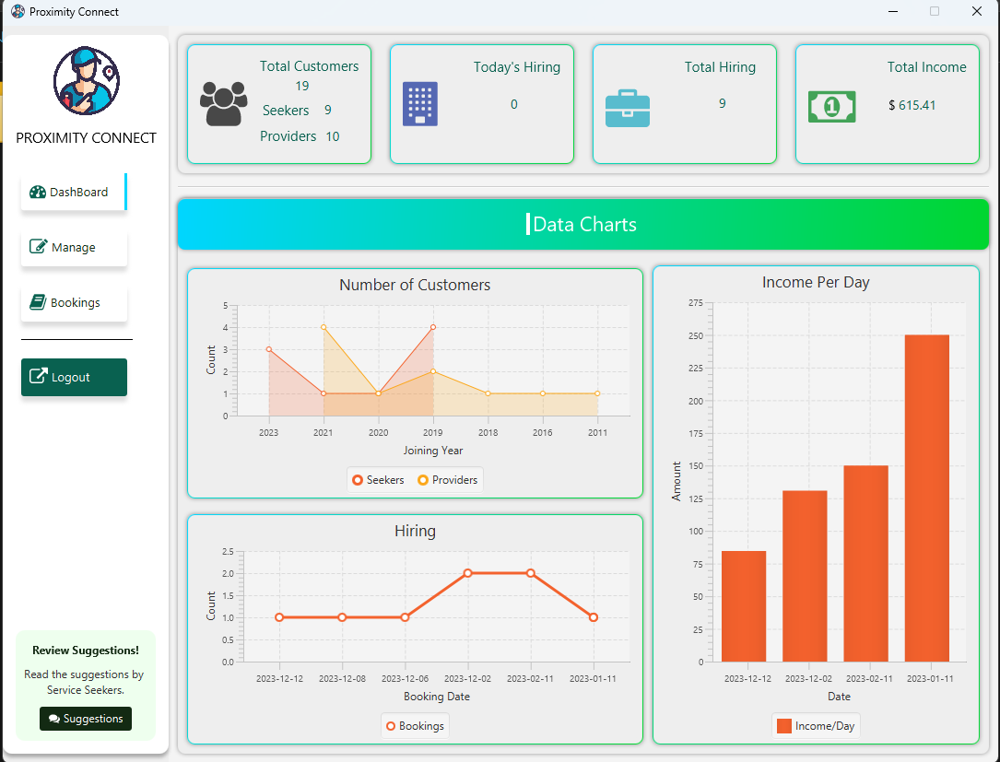 Proximity Connect
PROXIMITY CONNECT
DashBoard
Manage
Bookings
Logout
Review Suggestions!
Read the suggestions by
Service Seekers.
Suggestions
Total Customers
19
Seekers 9
Providers 10
Today's Hiring
0
Total Hiring
9
1
Total Income
$ 615.41
Data Charts
Number of Customers
5
4
3
2
1
0
Count
2023 2021 2020 2019 2018 2016 2011
Joining Year
Seekers Providers
Hiring
2.5
2.0
1.5
1.0
0.5
0.0
Count
2023-12-12 2023-12-08 2023-12-06 2023-12-02 2023-02-11 2023-01-11
Booking Date
Bookings
Income Per Day
275
250
225
200
175
150
125
100
75
50
25
0
Amount
2023-12-12 2023-12-02 2023-02-11 2023-01-11
Date
Income/Day